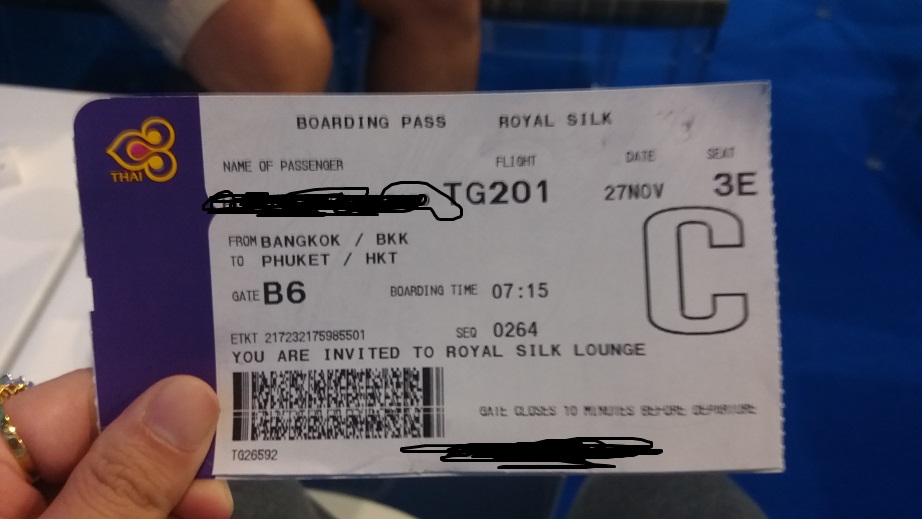 THAI
BOARDING PASS ROYAL SILK
NAME OF PASSENGER FLIGHT DATE SEAT
TG201 27NOV 3E
FROM BANGKOK / BKK
TO PHUKET / HKT
C
GATE B6 BOARDING TIME 07:15
ETKT 217232175985501 SEQ 0264
YOU ARE INVITED TO ROYAL SILK LOUNGE
GATE CLOSES 10 MINUTES BEFORE DEPARTURE
TG26592